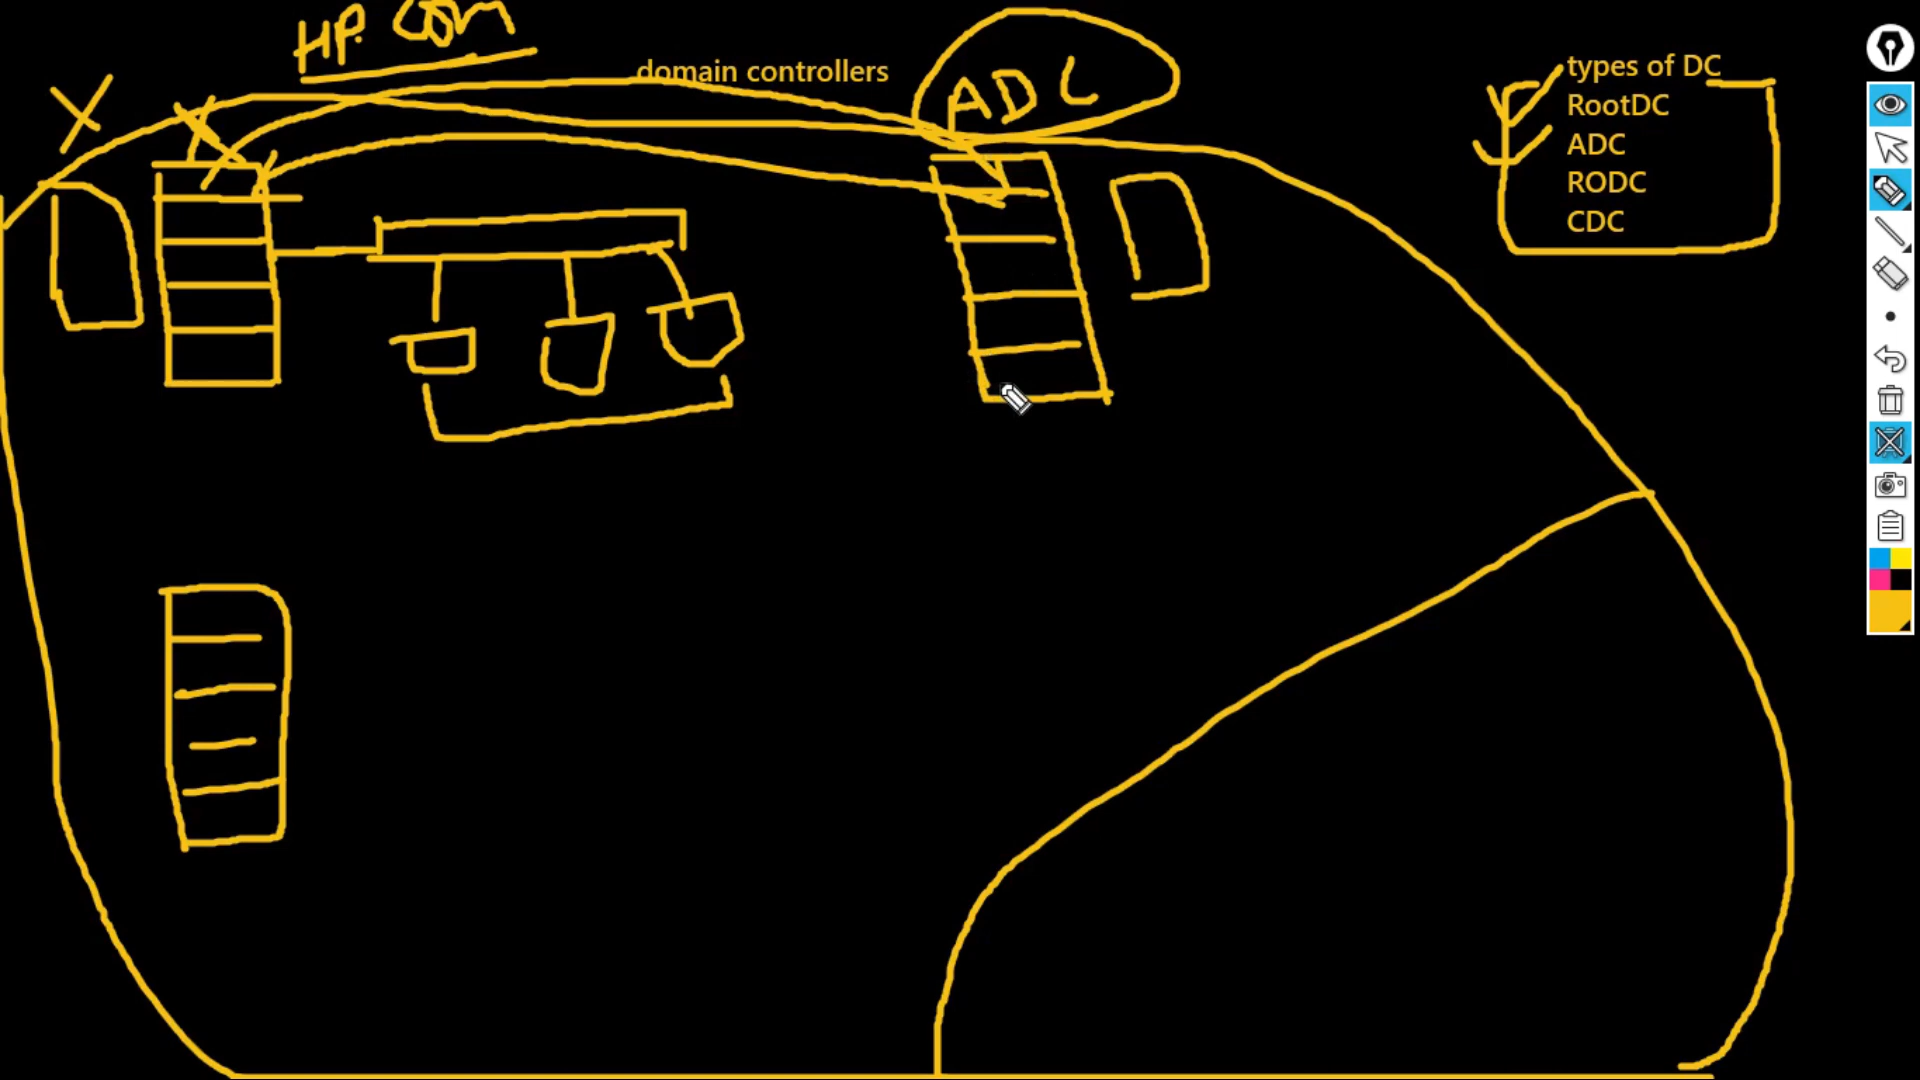 HP. Com
domain controllers
ADC
types of DC
RootDC
ADC
RODC
CDC